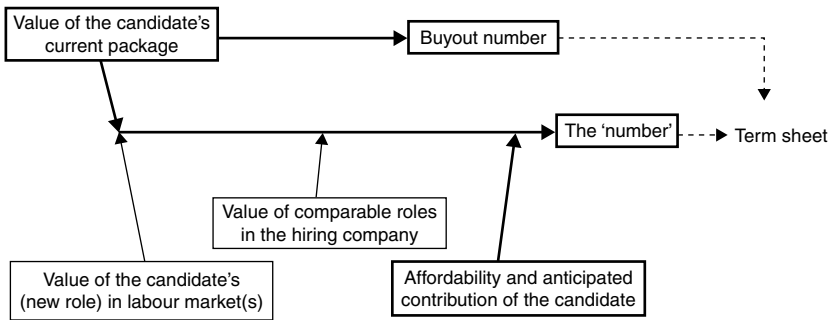 Value of the candidate's
current package
Buyout number
The 'number'
Term sheet
Value of comparable roles
in the hiring company
Value of the candidate's
(new role) in labour market(s)
Affordability and anticipated
contribution of the candidate